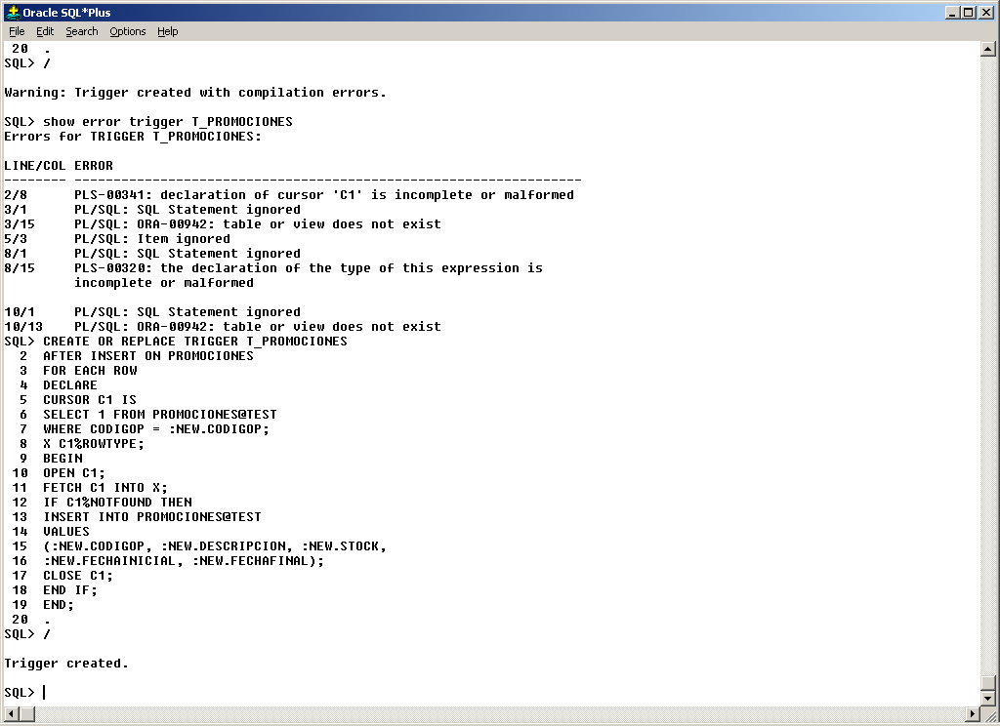 Oracle SQL*Plus
File Edit Search Options Help
20 .
SQL> /
Warning: Trigger created with compilation errors.
SQL> show error trigger T_PROMOCIONES
Errors for TRIGGER T_PROMOCIONES:
LINE/COL ERROR
-------- -----------------------------------------------------------------
2/8 PLS-00341: declaration of cursor 'C1' is incomplete or malformed
3/1 PL/SQL: SQL Statement ignored
3/15 PL/SQL: ORA-00942: table or view does not exist
5/3 PL/SQL: Item ignored
8/1 PL/SQL: SQL Statement ignored
8/15 PLS-00320: the declaration of the type of this expression is
incomplete or malformed
10/1 PL/SQL: SQL Statement ignored
10/13 PL/SQL: ORA-00942: table or view does not exist
SQL> CREATE OR REPLACE TRIGGER T_PROMOCIONES
2 AFTER INSERT ON PROMOCIONES
3 FOR EACH ROW
4 DECLARE
5 CURSOR C1 IS
6 SELECT 1 FROM PROMOCIONES@TEST
7 WHERE CODIGOP = :NEW.CODIGOP;
8 X C1%ROWTYPE;
9 BEGIN
10 OPEN C1;
11 FETCH C1 INTO X;
12 IF C1%NOTFOUND THEN
13 INSERT INTO PROMOCIONES@TEST
14 VALUES
15 (:NEW.CODIGOP, :NEW.DESCRIPCION, :NEW.STOCK,
16 :NEW.FECHAINICIAL, :NEW.FECHAFINAL);
17 CLOSE C1;
18 END IF;
19 END;
20 .
SQL> /
Trigger created.
SQL>